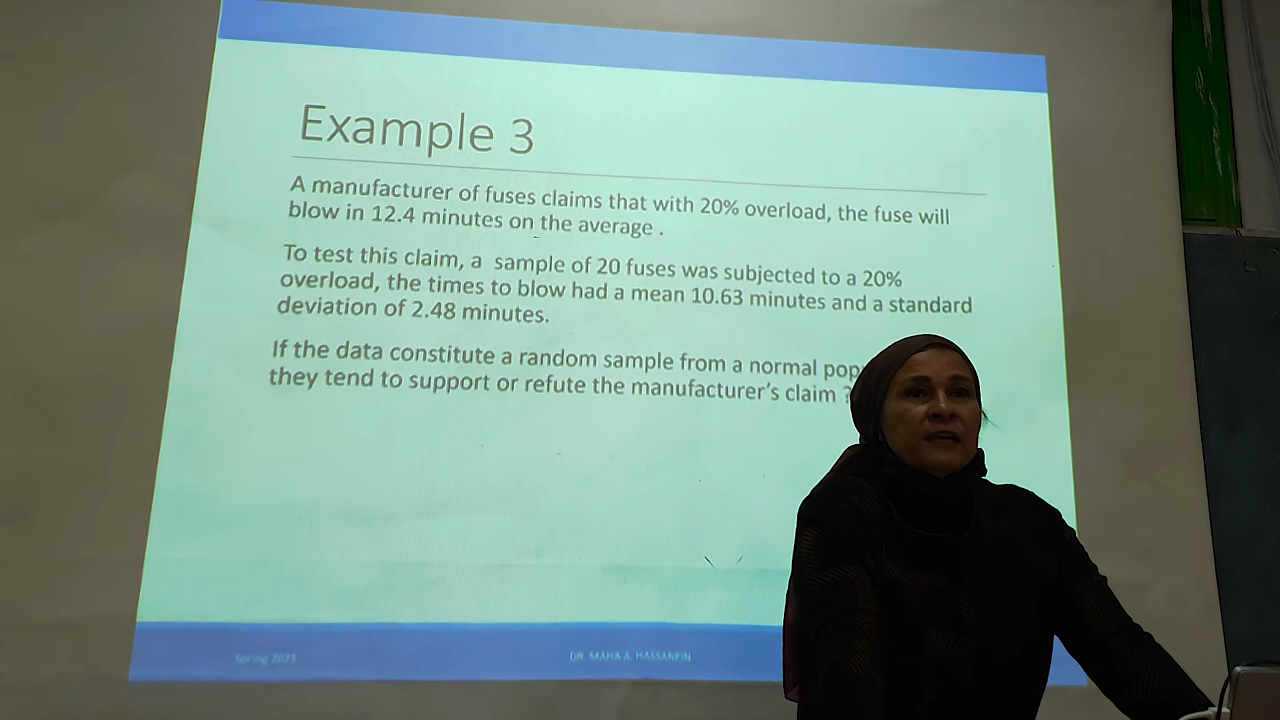 Example 3
A manufacturer of fuses claims that with 20% overload, the fuse will
blow in 12.4 minutes on the average .
To test this claim, a sample of 20 fuses was subjected to a 20%
overload, the times to blow had a mean 10.63 minutes and a standard
deviation of 2.48 minutes.
If the data constitute a random sample from a normal
they tend to support or refute the manufacturer's claim ?
Spring 2023
DR. MAHA A. HASSANEIN